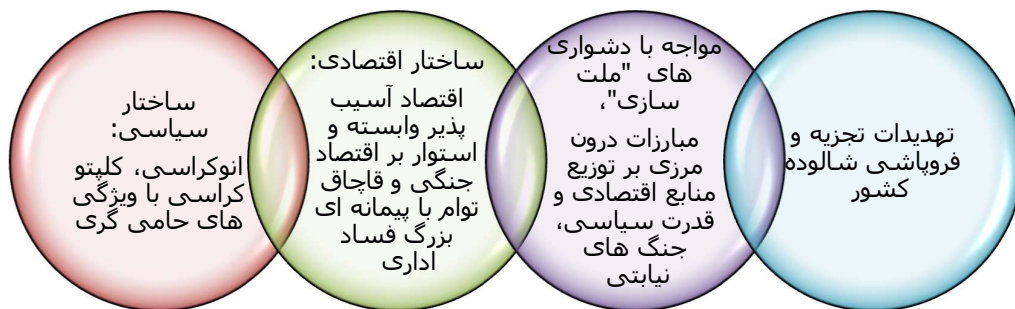 تهدیدات تجزیه و
فروپاشی شالوده
کشور
مواجه با دشواری
های "ملت
سازی"،
مبارزات درون
مرزی بر توزیع
منابع اقتصادی و
قدرت سیاسی،
جنگ های
نیابتی
ساختار اقتصادی:
اقتصاد آسیب
پذیر وابسته و
استوار بر اقتصاد
جنگی و قاچاق
توام با پیمانه ای
بزرگ فساد
اداری
ساختار
سیاسی:
انوکراسی، کلپتو
کراسی با ویژگی
های حامی گری